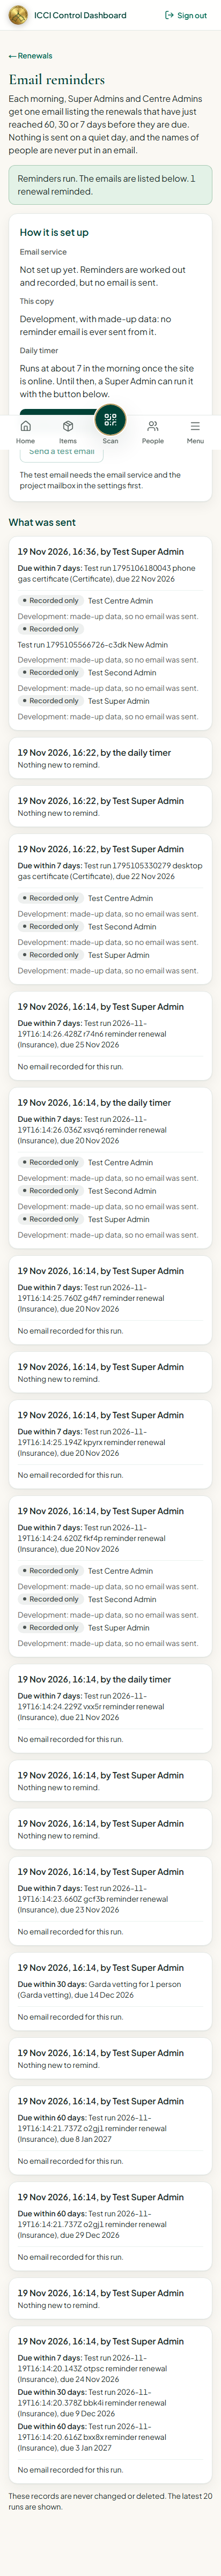 ICCI Control Dashboard
Sign out
← Renewals
Email reminders
Each morning, Super Admins and Centre Admins
get one email listing the renewals that have just
reached 60, 30 or 7 days before they are due.
Nothing is sent on a quiet day, and the names of
people are never put in an email.
Reminders run. The emails are listed below. 1
renewal reminded.
How it is set up
Email service
Not set up yet. Reminders are worked out
and recorded, but no email is sent.
This copy
Development, with made-up data: no
reminder email is ever sent from it.
Daily timer
Runs at about 7 in the morning once the site
is online. Until then, a Super Admin can run it
with the button below.
Home
Items
Scan
People
Menu
Send a test email
The test email needs the email service and the
project mailbox in the settings first.
What was sent
19 Nov 2026, 16:36, by Test Super Admin
Due within 7 days: Test run 1795106180043 phone
gas certificate (Certificate), due 22 Nov 2026
Recorded only Test Centre Admin
Development: made-up data, so no email was sent.
Recorded only
Test run 1795105566726-c3dk New Admin
Development: made-up data, so no email was sent.
Recorded only Test Second Admin
Development: made-up data, so no email was sent.
Recorded only Test Super Admin
Development: made-up data, so no email was sent.
19 Nov 2026, 16:22, by the daily timer
Nothing new to remind.
19 Nov 2026, 16:22, by Test Super Admin
Nothing new to remind.
19 Nov 2026, 16:22, by Test Super Admin
Due within 7 days: Test run 1795105330279 desktop
gas certificate (Certificate), due 22 Nov 2026
Recorded only Test Centre Admin
Development: made-up data, so no email was sent.
Recorded only Test Second Admin
Development: made-up data, so no email was sent.
Recorded only Test Super Admin
Development: made-up data, so no email was sent.
19 Nov 2026, 16:14, by Test Super Admin
Due within 7 days: Test run 2026-11-
19T16:14:26.428Z r74n6 reminder renewal
(Insurance), due 25 Nov 2026
No email recorded for this run.
19 Nov 2026, 16:14, by the daily timer
Due within 7 days: Test run 2026-11-
19T16:14:26.036Z xsvq6 reminder renewal
(Insurance), due 20 Nov 2026
Recorded only Test Centre Admin
Development: made-up data, so no email was sent.
Recorded only Test Second Admin
Development: made-up data, so no email was sent.
Recorded only Test Super Admin
Development: made-up data, so no email was sent.
19 Nov 2026, 16:14, by Test Super Admin
Due within 7 days: Test run 2026-11-
19T16:14:25.760Z g4fi7 reminder renewal
(Insurance), due 20 Nov 2026
No email recorded for this run.
19 Nov 2026, 16:14, by Test Super Admin
Nothing new to remind.
19 Nov 2026, 16:14, by Test Super Admin
Due within 7 days: Test run 2026-11-
19T16:14:25.194Z kpyrx reminder renewal
(Insurance), due 20 Nov 2026
No email recorded for this run.
19 Nov 2026, 16:14, by Test Super Admin
Due within 7 days: Test run 2026-11-
19T16:14:24.620Z fkf4p reminder renewal
(Insurance), due 20 Nov 2026
Recorded only Test Centre Admin
Development: made-up data, so no email was sent.
Recorded only Test Second Admin
Development: made-up data, so no email was sent.
Recorded only Test Super Admin
Development: made-up data, so no email was sent.
19 Nov 2026, 16:14, by the daily timer
Due within 7 days: Test run 2026-11-
19T16:14:24.229Z vxx5r reminder renewal
(Insurance), due 21 Nov 2026
No email recorded for this run.
19 Nov 2026, 16:14, by Test Super Admin
Nothing new to remind.
19 Nov 2026, 16:14, by Test Super Admin
Nothing new to remind.
19 Nov 2026, 16:14, by Test Super Admin
Due within 7 days: Test run 2026-11-
19T16:14:23.660Z gcf3b reminder renewal
(Insurance), due 23 Nov 2026
No email recorded for this run.
19 Nov 2026, 16:14, by Test Super Admin
Due within 30 days: Garda vetting for 1 person
(Garda vetting), due 14 Dec 2026
No email recorded for this run.
19 Nov 2026, 16:14, by Test Super Admin
Nothing new to remind.
19 Nov 2026, 16:14, by Test Super Admin
Due within 60 days: Test run 2026-11-
19T16:14:21.737Z o2gj1 reminder renewal
(Insurance), due 8 Jan 2027
No email recorded for this run.
19 Nov 2026, 16:14, by Test Super Admin
Due within 60 days: Test run 2026-11-
19T16:14:21.737Z o2gj1 reminder renewal
(Insurance), due 29 Dec 2026
No email recorded for this run.
19 Nov 2026, 16:14, by Test Super Admin
Nothing new to remind.
19 Nov 2026, 16:14, by Test Super Admin
Due within 7 days: Test run 2026-11-
19T16:14:20.143Z otpsc reminder renewal
(Insurance), due 24 Nov 2026
Due within 30 days: Test run 2026-11-
19T16:14:20.378Z bbk4i reminder renewal
(Insurance), due 9 Dec 2026
Due within 60 days: Test run 2026-11-
19T16:14:20.616Z bxx8x reminder renewal
(Insurance), due 3 Jan 2027
No email recorded for this run.
These records are never changed or deleted. The latest 20
runs are shown.